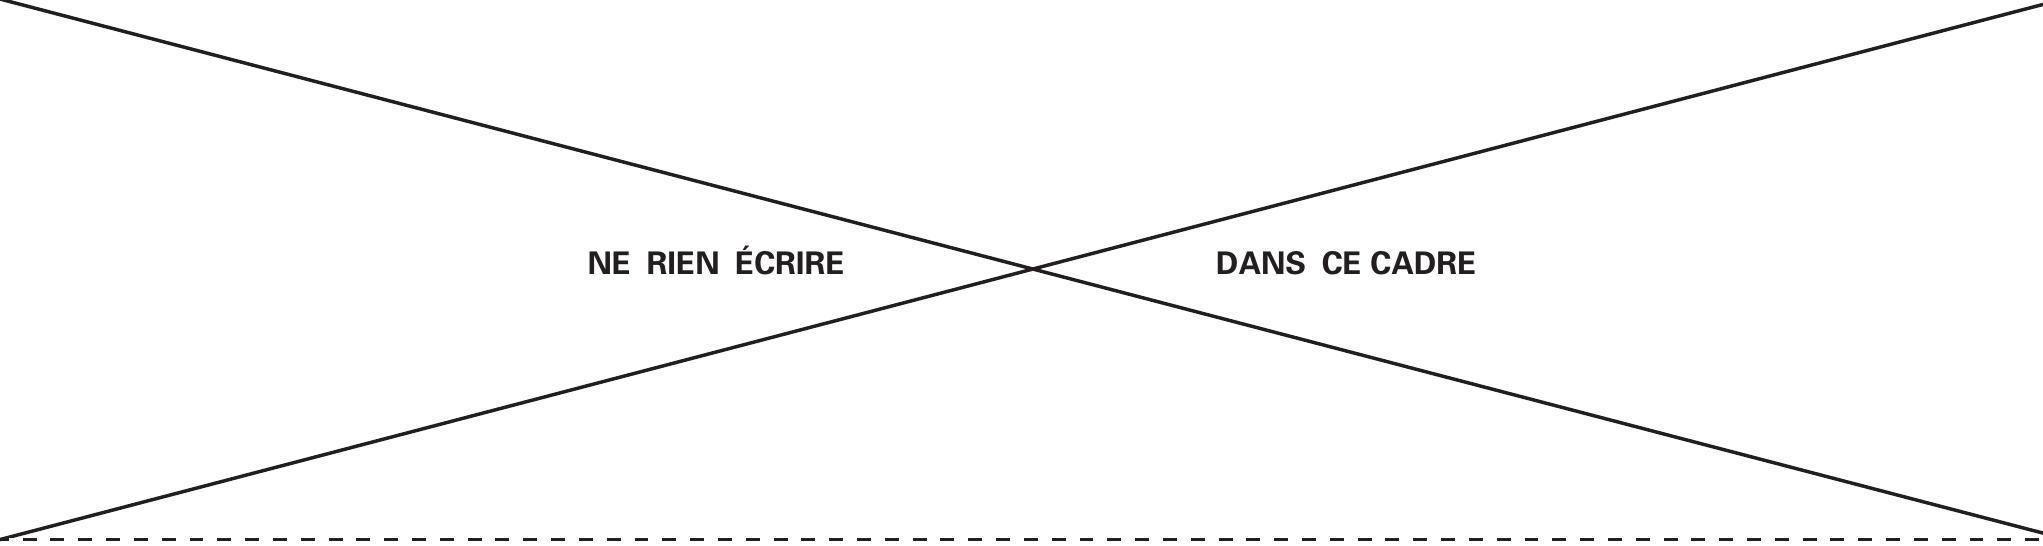 NE RIEN ÉCRIRE DANS CE CADRE